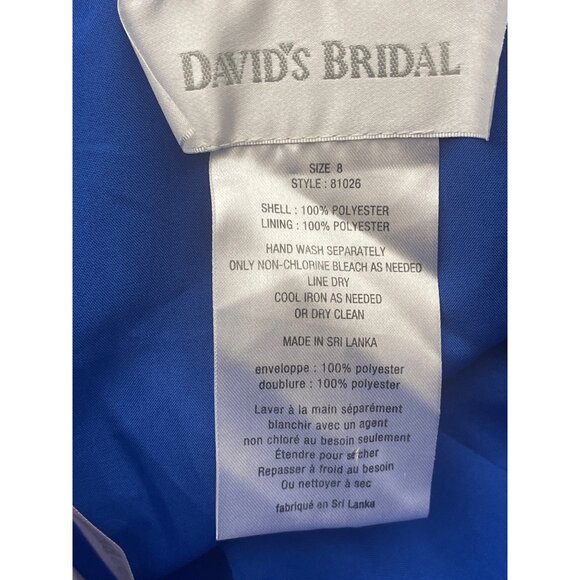 DAVID'S BRIDAL
SIZE 8
STYLE : 81026
SHELL : 100% POLYESTER
LINING : 100% POLYESTER
HAND WASH SEPARATELY
ONLY NON-CHLORINE BLEACH AS NEEDED
LINE DRY
COOL IRON AS NEEDED
OR DRY CLEAN
MADE IN SRI LANKA
enveloppe : 100% polyester
doublure : 100% polyester
Laver à la main séparément
blanchir avec un agent
non chloré au besoin seulement
Étendre pour sécher
Repasser à froid au besoin
Ou nettoyer à sec
fabriqué en Sri Lanka